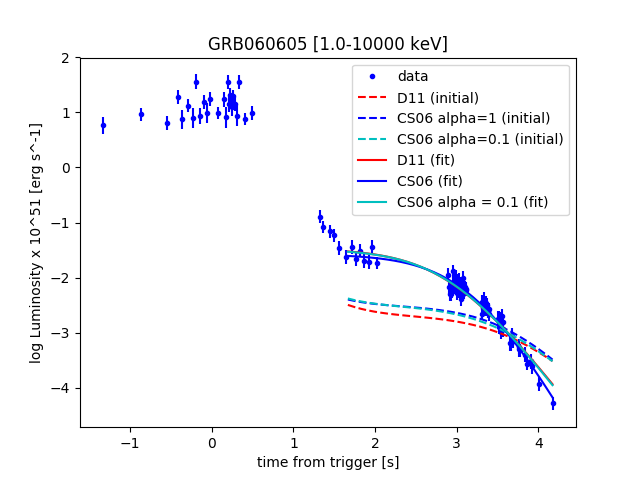 GRB060605 [1.0-10000 keV]
data
D11 (initial)
CS06 alpha=1 (initial)
CS06 alpha=0.1 (initial)
D11 (fit)
CS06 (fit)
CS06 alpha = 0.1 (fit)
log Luminosity x 10^51 [erg s^-1]
2
1
0
−1
−2
−3
−4
−1 0 1 2 3 4
time from trigger [s]